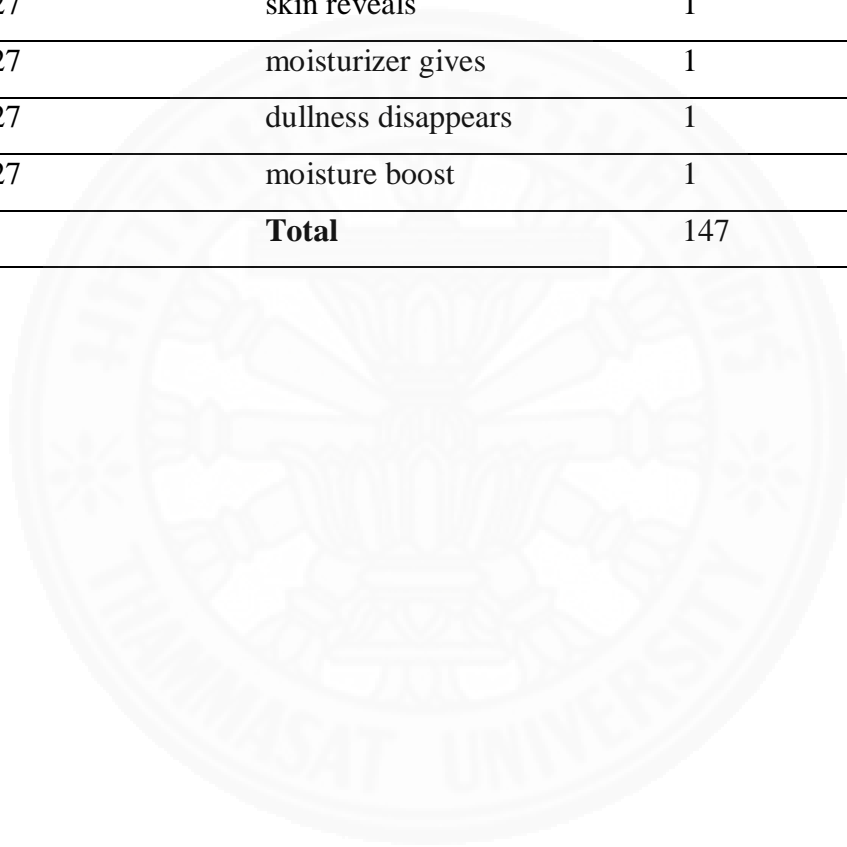 27 skin reveals 1
27 moisturizer gives 1
27 dullness disappears 1
27 moisture boost 1
Total 147
THAMMASAT UNIVERSITY